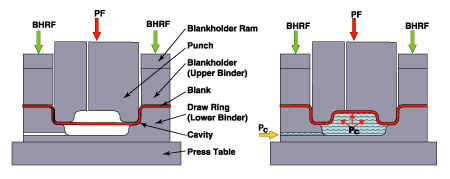 BHRF
PF
BHRF
Blankholder Ram
Punch
Blankholder
(Upper Binder)
Blank
Draw Ring
(Lower Binder)
Cavity
Press Table
BHRF
PF
BHRF
Pc
Pc